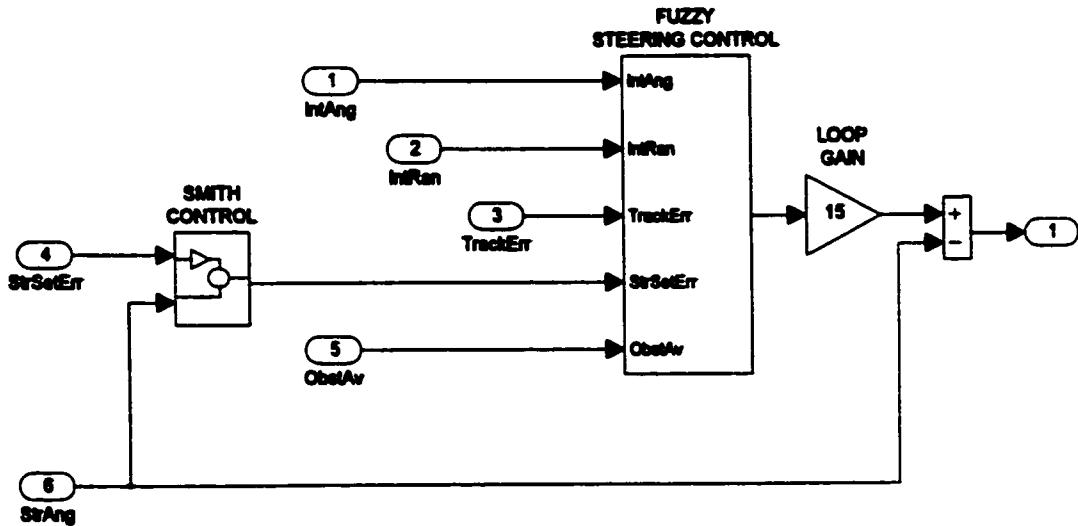 FUZZY
STEERING CONTROL
1
IntAng
IntAng
2
IntRan
IntRan
LOOP
GAIN
15
SMITH
CONTROL
3
TrackErr
TrackErr
+
−
1
4
StrSetErr
StrSetErr
5
ObstAv
ObstAv
6
StrAng